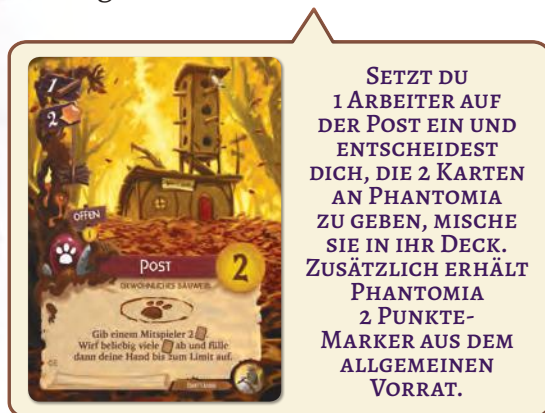 1
2
OFFEN
1
POST
2
GEWÖHNLICHES BAUWERK
Gib einem Mitspieler 2
Wirf beliebig viele ab und fülle
dann deine Hand bis zum Limit auf.
SETZT DU
1 ARBEITER AUF
DER POST EIN UND
ENTSCHEIDEST
DICH, DIE 2 KARTEN
AN PHANTOMIA
ZU GEBEN, MISCHE
SIE IN IHR DECK.
ZUSÄTZLICH ERHÄLT
PHANTOMIA
2 PUNKTE-
MARKER AUS DEM
ALLGEMEINEN
VORRAT.